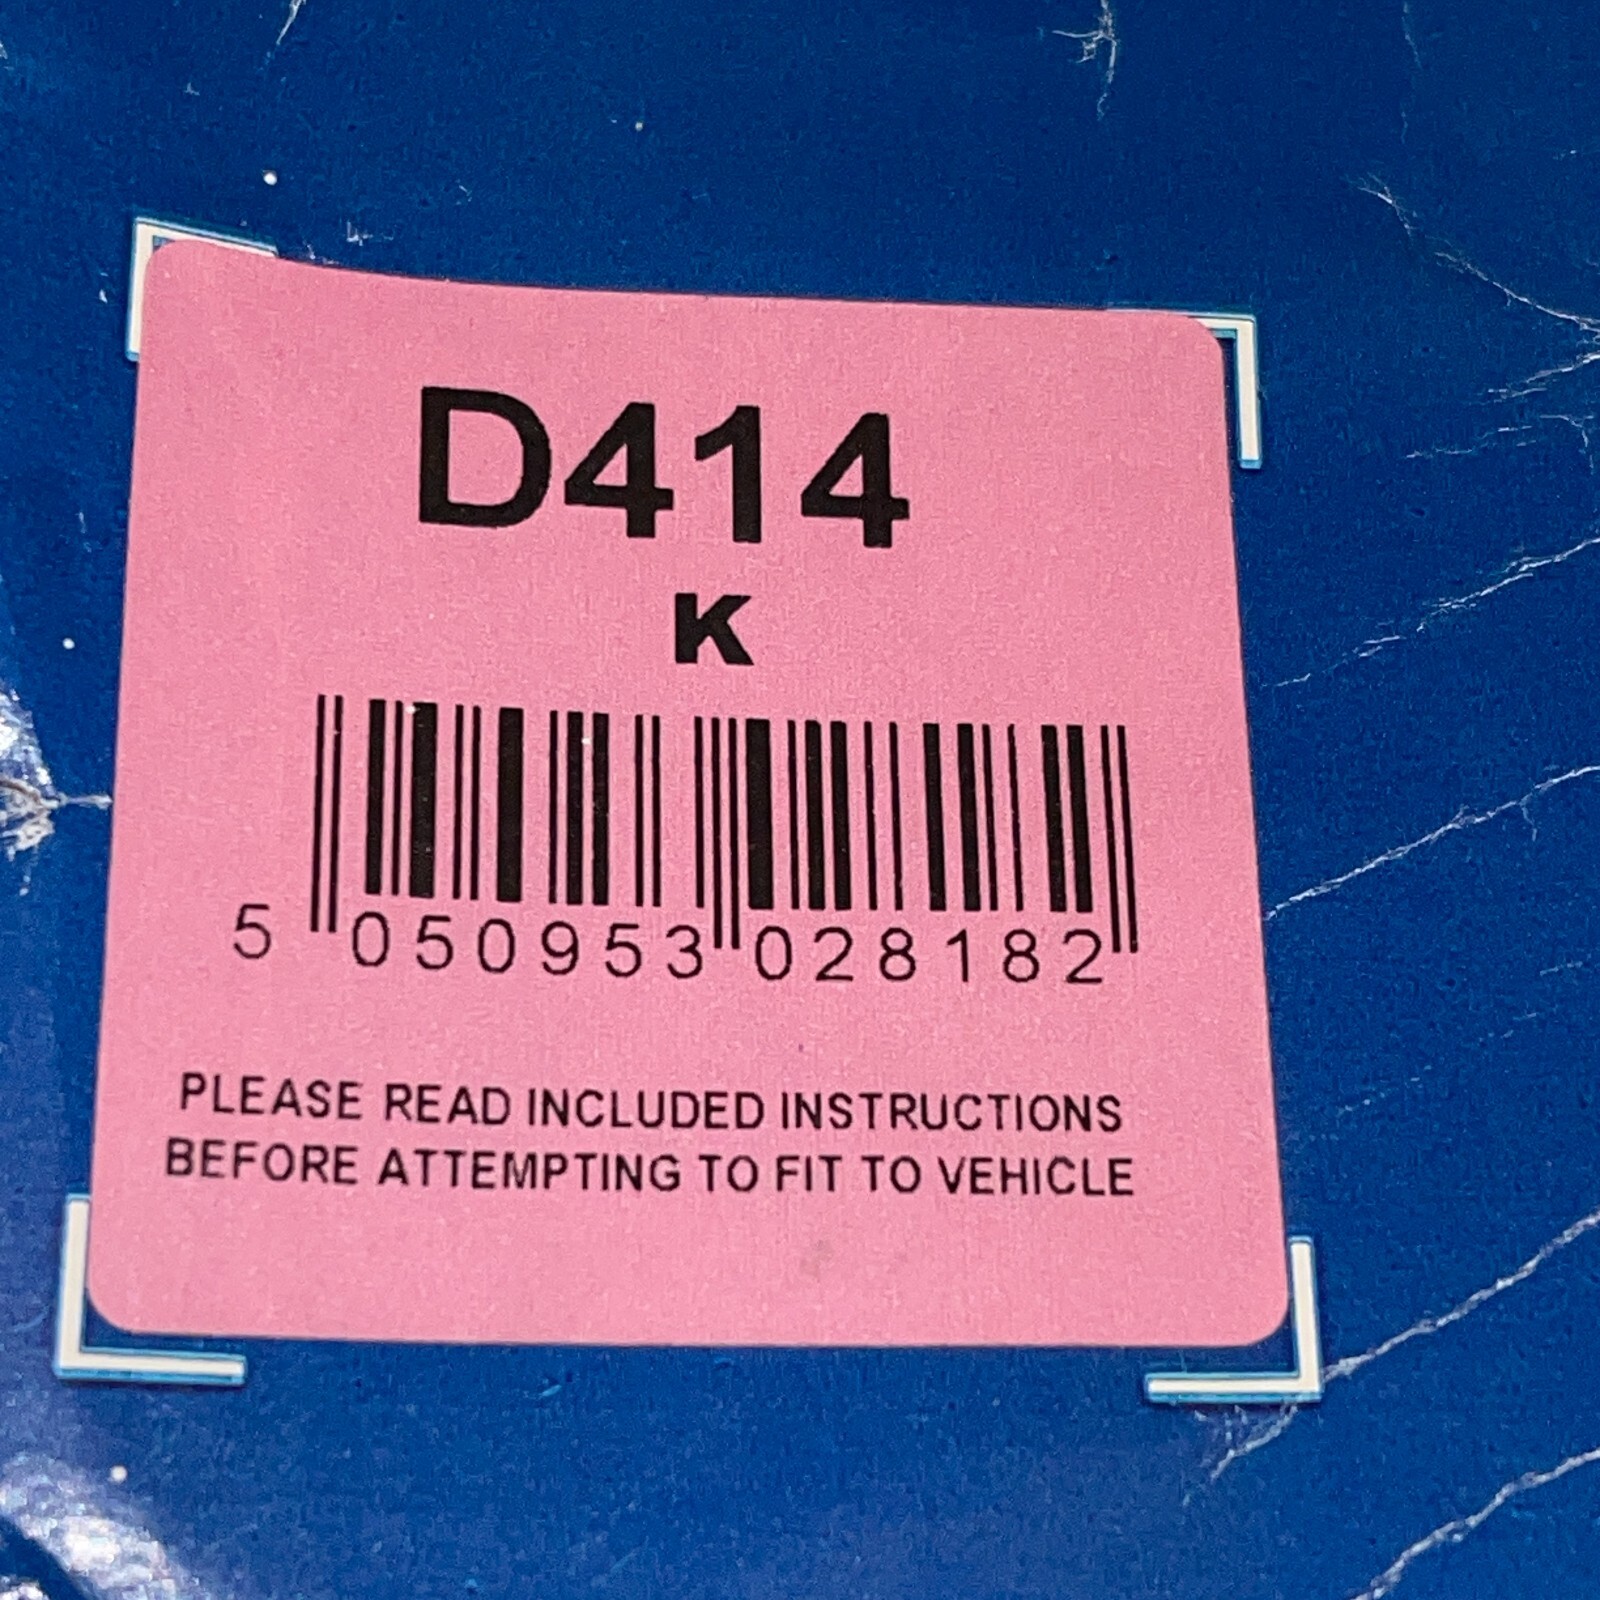 D414
K
5 050953 028182
PLEASE READ INCLUDED INSTRUCTIONS
BEFORE ATTEMPTING TO FIT TO VEHICLE